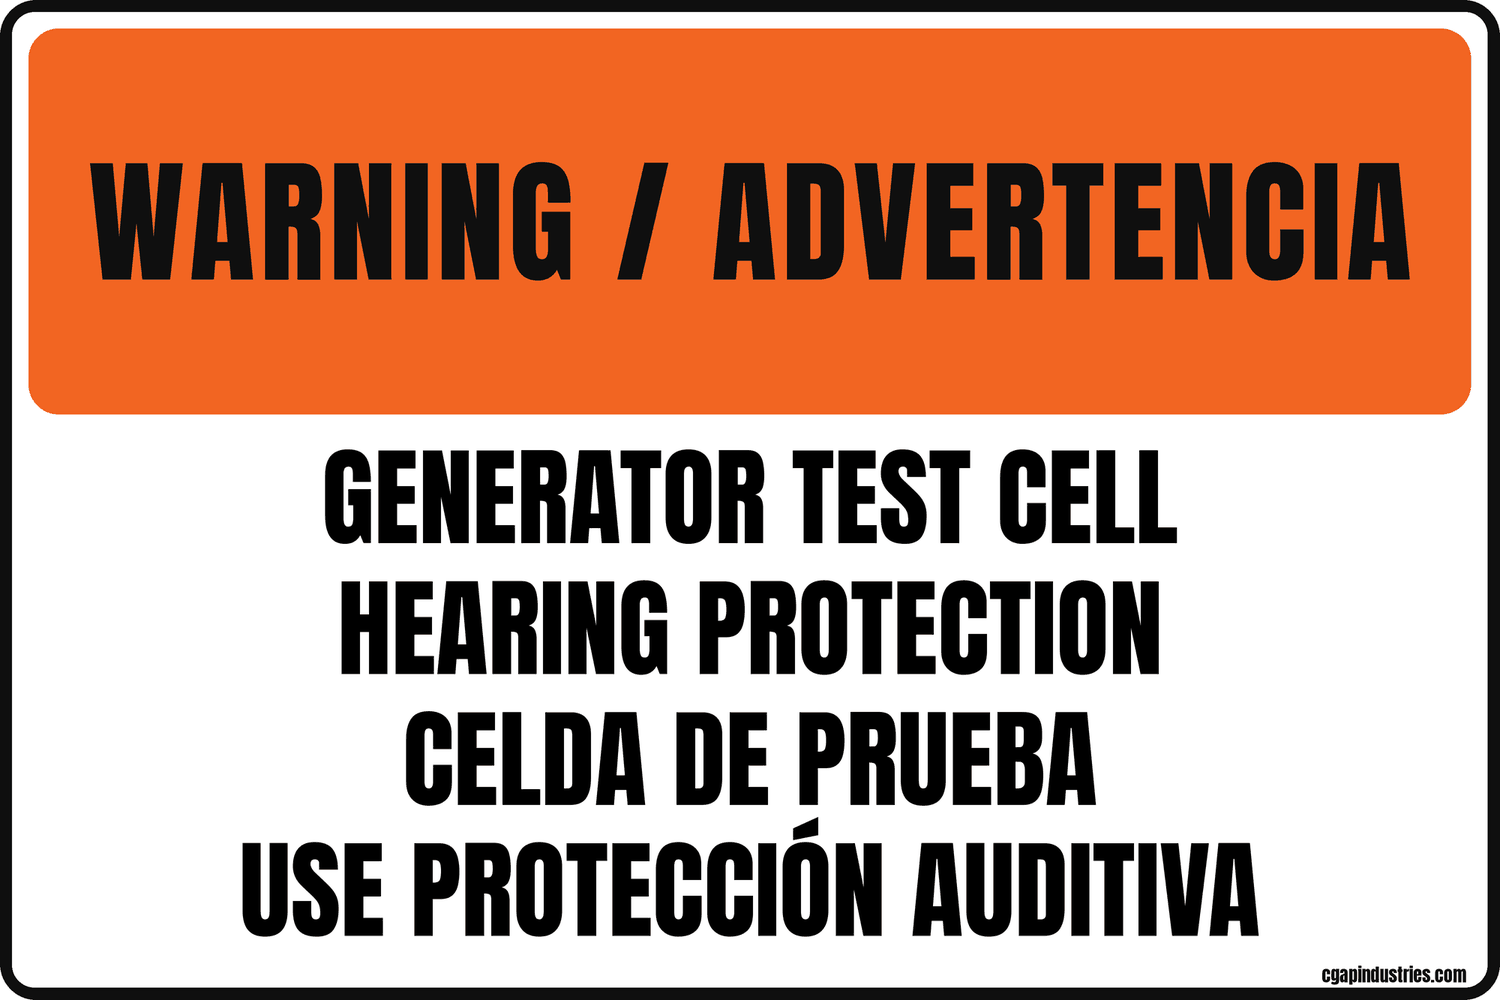 WARNING / ADVERTENCIA
GENERATOR TEST CELL
HEARING PROTECTION
CELDA DE PRUEBA
USE PROTECCIÓN AUDITIVA
cgapindustries.com